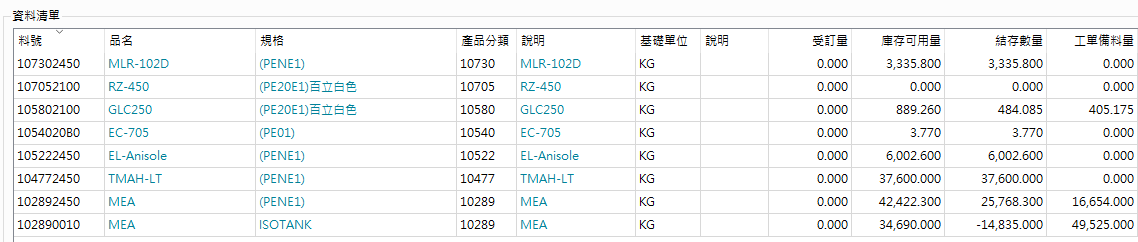 資料清單
料號 品名 規格 產品分類 說明 基礎單位 說明 受訂量 庫存可用量 結存數量 工單備料量
107302450 MLR-102D (PENE1) 10730 MLR-102D KG 0.000 3,335.800 3,335.800 0.000
107052100 RZ-450 (PE20E1)百立白色 10705 RZ-450 KG 0.000 0.000 0.000 0.000
105802100 GLC250 (PE20E1)百立白色 10580 GLC250 KG 0.000 889.260 484.085 405.175
1054020B0 EC-705 (PE01) 10540 EC-705 KG 0.000 3.770 3.770 0.000
105222450 EL-Anisole (PENE1) 10522 EL-Anisole KG 0.000 6,002.600 6,002.600 0.000
104772450 TMAH-LT (PENE1) 10477 TMAH-LT KG 0.000 37,600.000 37,600.000 0.000
102892450 MEA (PENE1) 10289 MEA KG 0.000 42,422.300 25,768.300 16,654.000
102890010 MEA ISOTANK 10289 MEA KG 0.000 34,690.000 -14,835.000 49,525.000